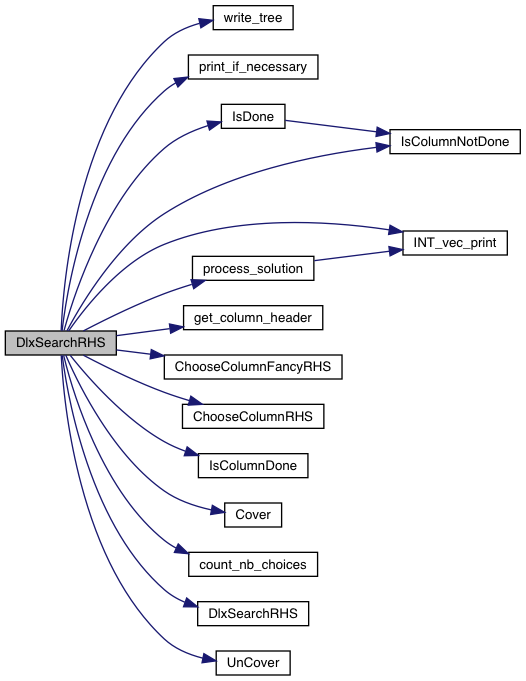 write_tree
print_if_necessary
IsDone
IsColumnNotDone
INT_vec_print
process_solution
get_column_header
DlxSearchRHS
ChooseColumnFancyRHS
ChooseColumnRHS
IsColumnDone
Cover
count_nb_choices
DlxSearchRHS
UnCover